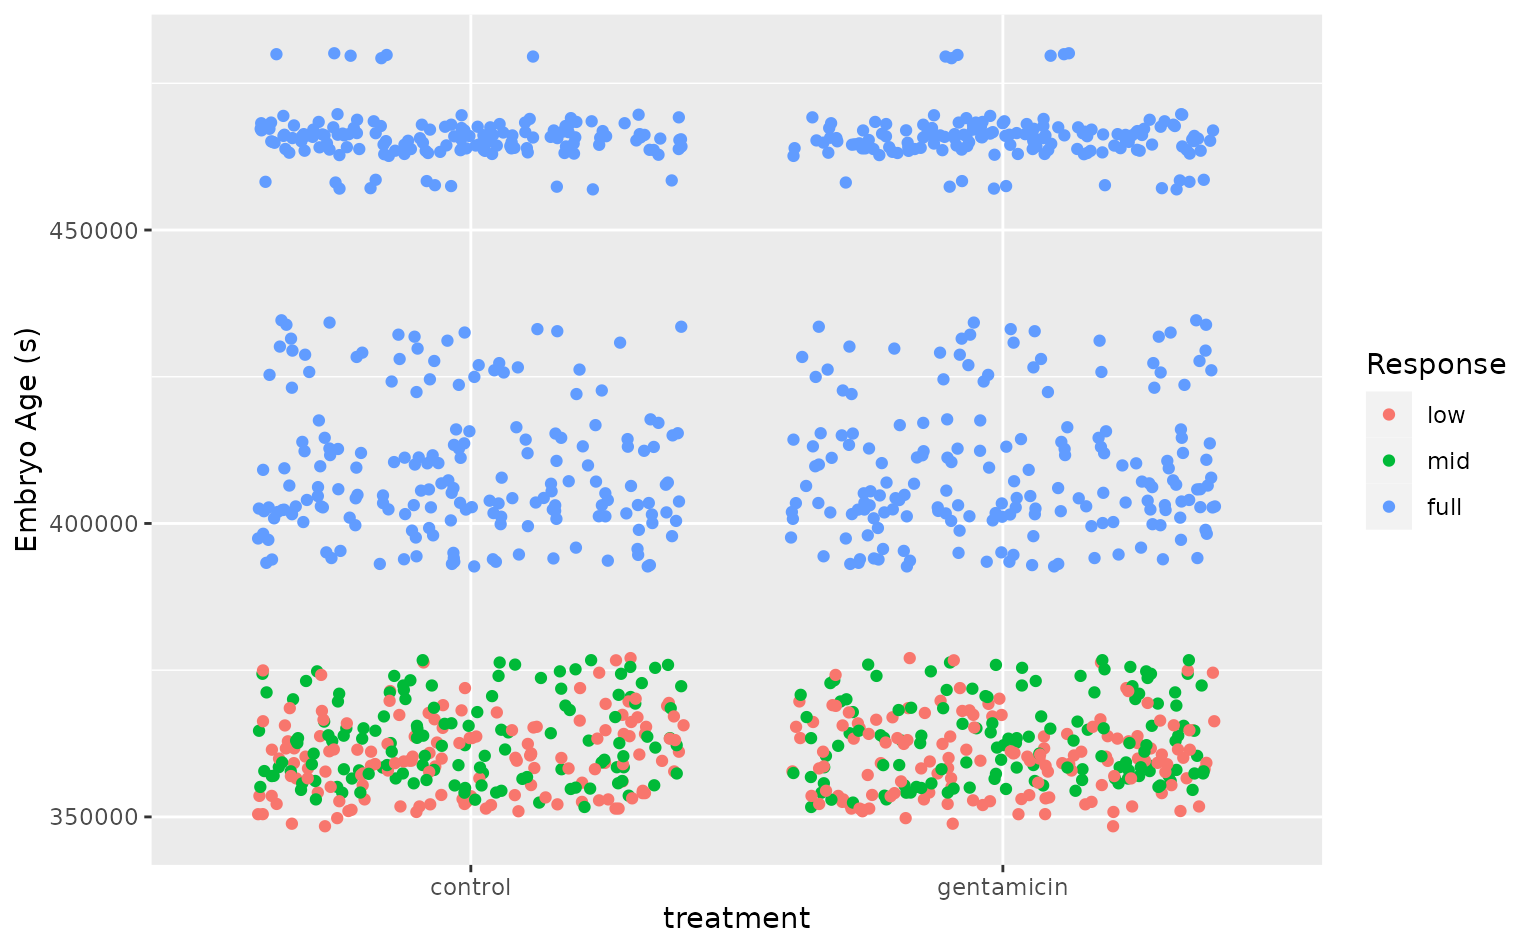 Embryo Age (s)
450000
400000
350000
control
gentamicin
treatment
Response
low
mid
full